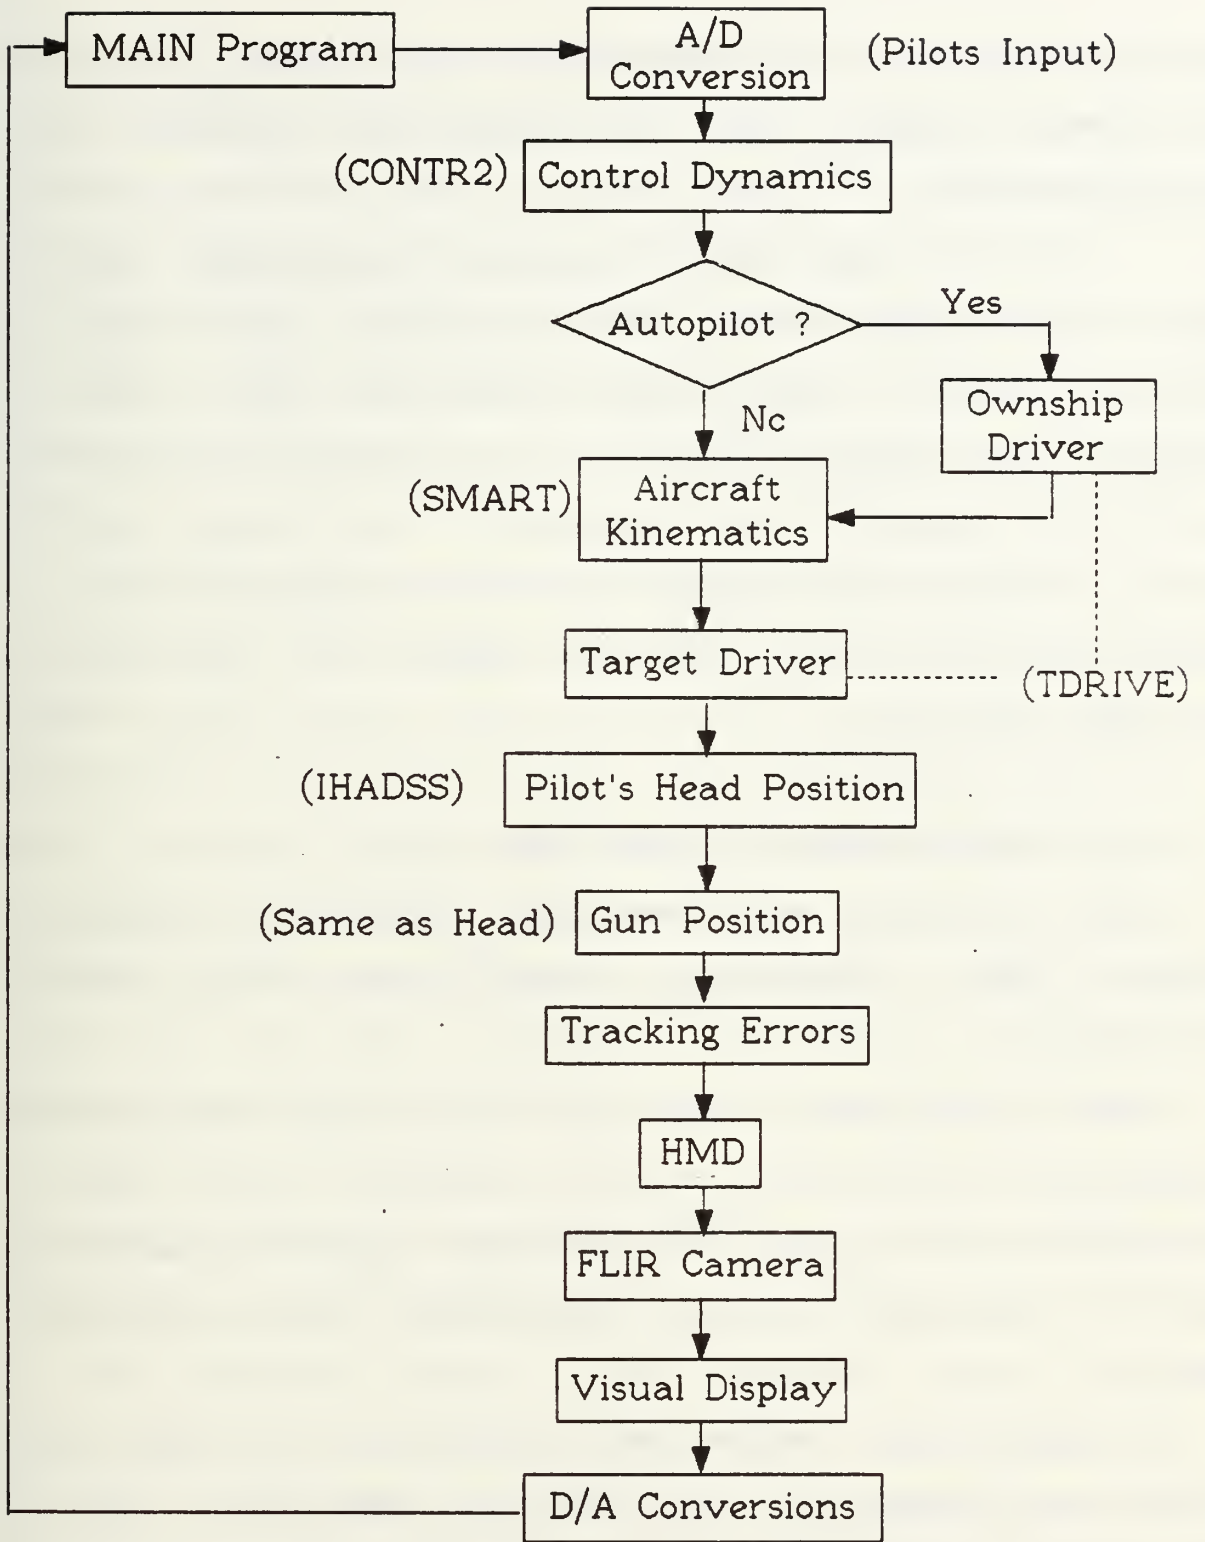 MAIN Program
A/D
Conversion
(Pilots Input)
(CONTR2)
Control Dynamics
Autopilot ?
Yes
Ownship
Driver
Nc
(SMART)
Aircraft
Kinematics
Target Driver
(TDRIVE)
(IHADSS)
Pilot's Head Position
(Same as Head)
Gun Position
Tracking Errors
HMD
FLIR Camera
Visual Display
D/A Conversions